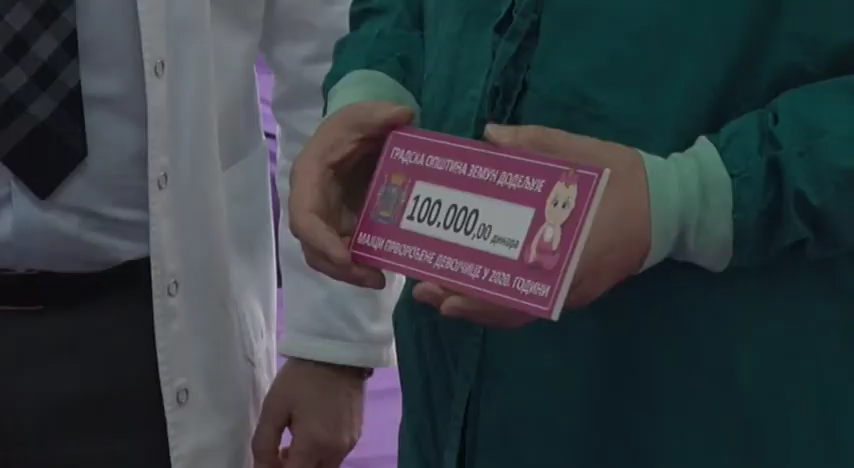 ГРАДСКА ОПШТИНА ЗЕМУН ДОДЕЉУЈЕ
100.000,00 динара
МАЈЦИ ПРВОРОЂЕНЕ ДЕВОЈЧИЦЕ У 2020. ГОДИНИ